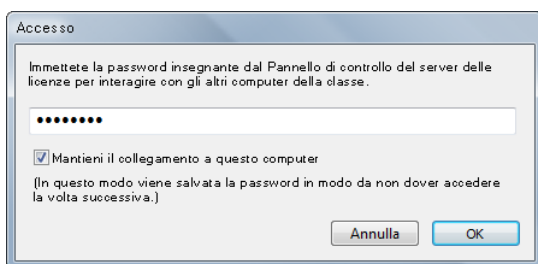 Accesso
Immettete la password insegnante dal Pannello di controllo del server delle
licenze per interagire con gli altri computer della classe.
••••••••
Mantieni il collegamento a questo computer
(In questo modo viene salvata la password in modo da non dover accedere
la volta successiva.)
Annulla OK